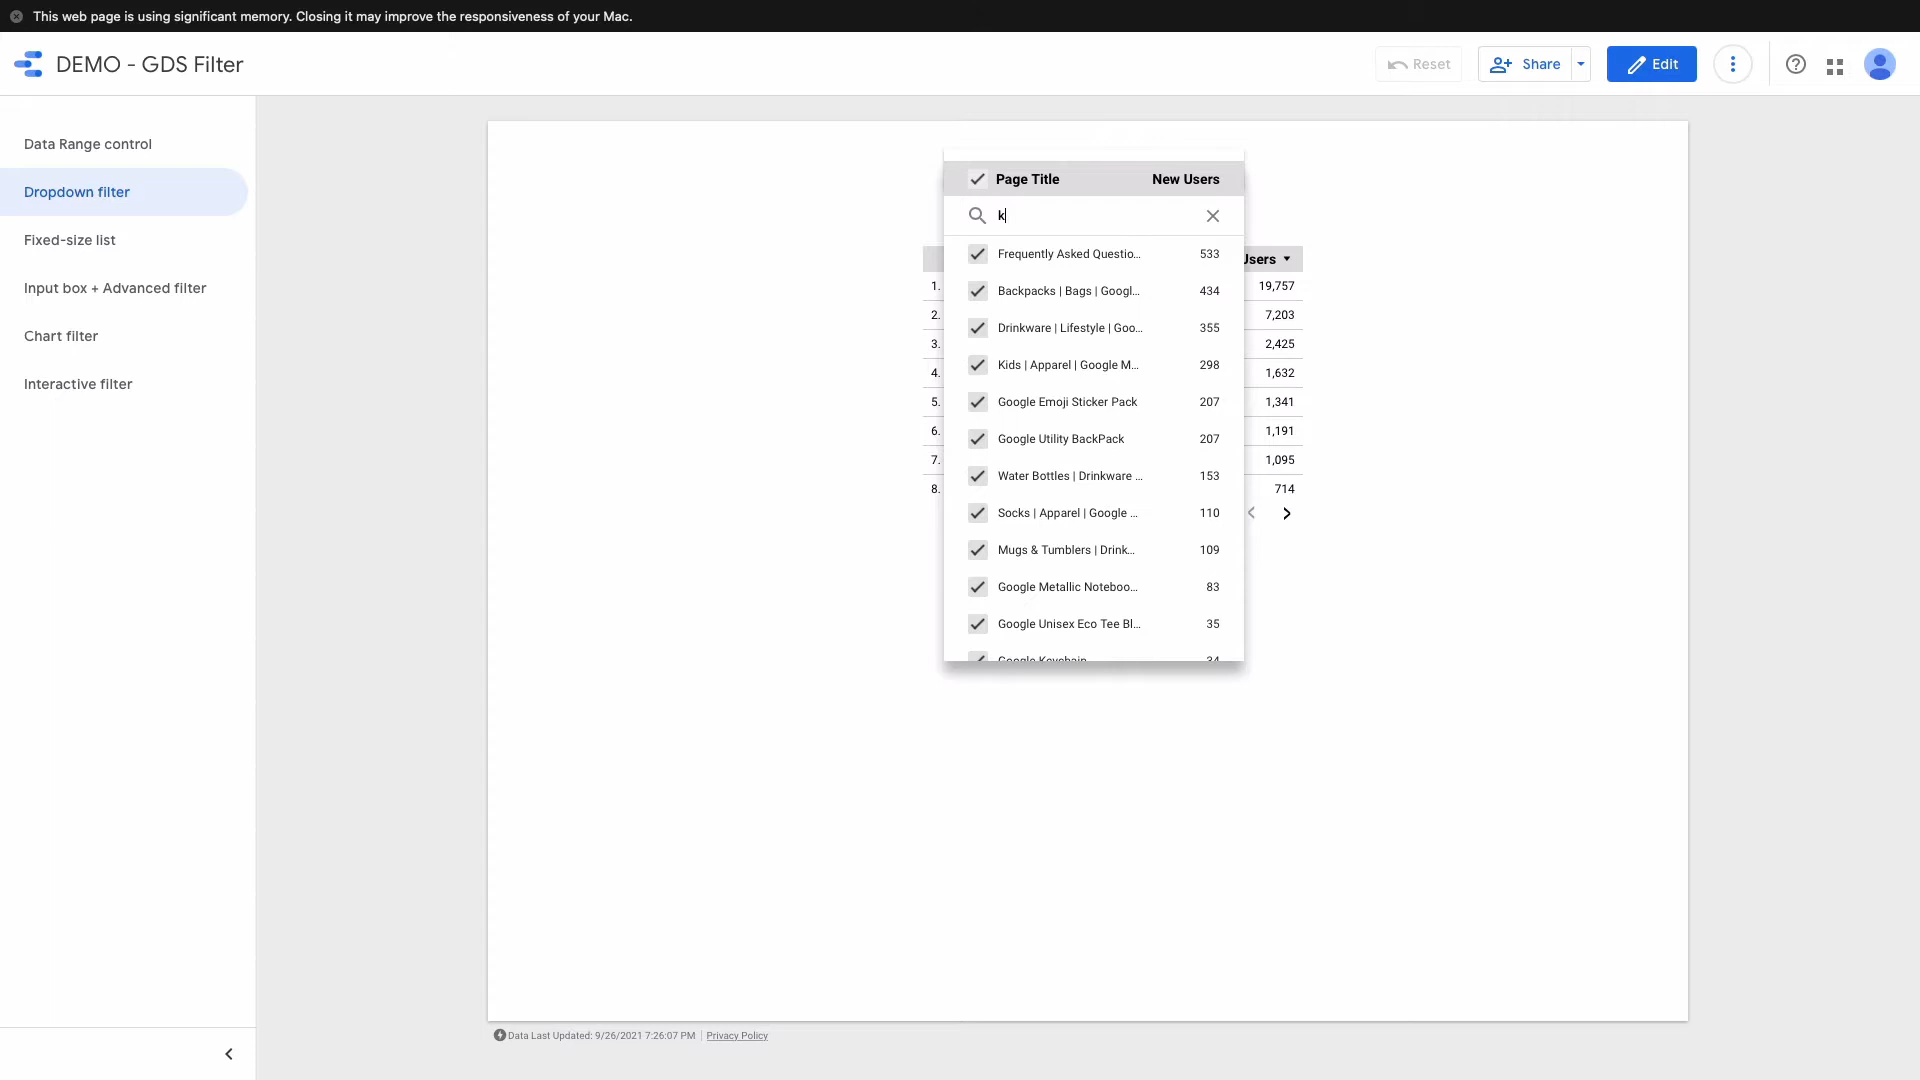 This web page is using significant memory. Closing it may improve the responsiveness of your Mac.
DEMO - GDS Filter
Reset
Share
Edit
Data Range control
Dropdown filter
Fixed-size list
Input box + Advanced filter
Chart filter
Interactive filter
Page Title New Users
k
Frequently Asked Questio... 533
Backpacks | Bags | Googl... 434
Drinkware | Lifestyle | Goo... 355
Kids | Apparel | Google M... 298
Google Emoji Sticker Pack 207
Google Utility BackPack 207
Water Bottles | Drinkware ... 153
Socks | Apparel | Google ... 110
Mugs & Tumblers | Drink... 109
Google Metallic Noteboo... 83
Google Unisex Eco Tee Bl... 35
Google Keychain 34
Users
1. 19,757
2. 7,203
3. 2,425
4. 1,632
5. 1,341
6. 1,191
7. 1,095
8. 714
Data Last Updated: 9/26/2021 7:26:07 PM | Privacy Policy